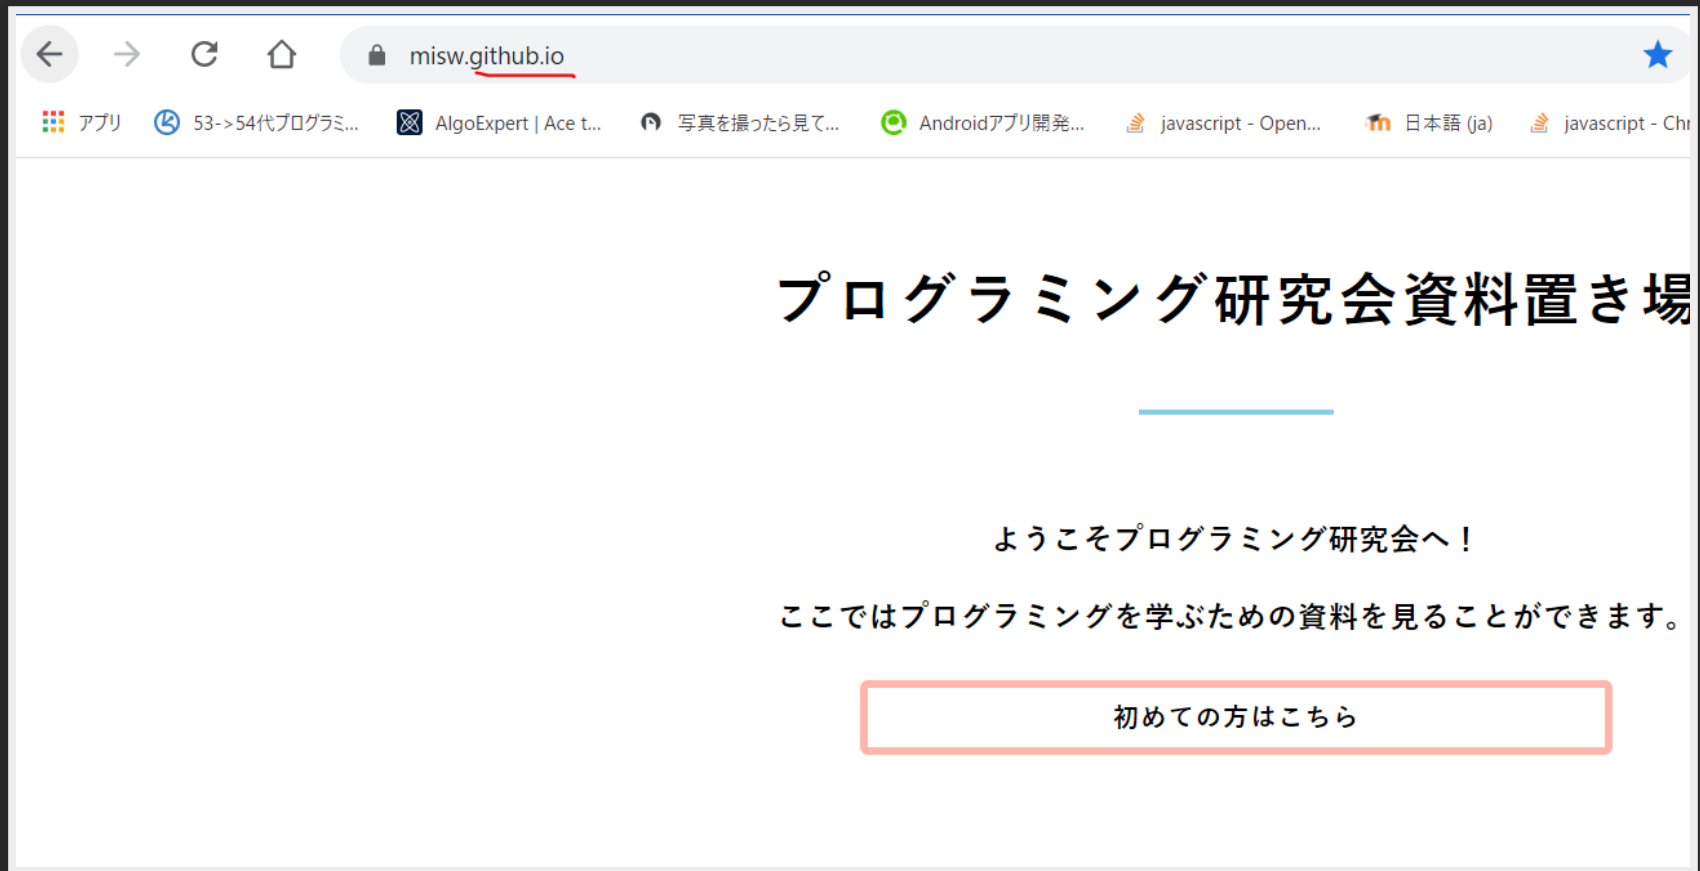 misw.github.io
アプリ 53->54代プログラミ... AlgoExpert | Ace t... 写真を撮ったら見て... Androidアプリ開発... javascript - Open... 日本語 (ja) javascript - Chr
プログラミング研究会資料置き場
ようこそプログラミング研究会へ！
ここではプログラミングを学ぶための資料を見ることができます。
初めての方はこちら